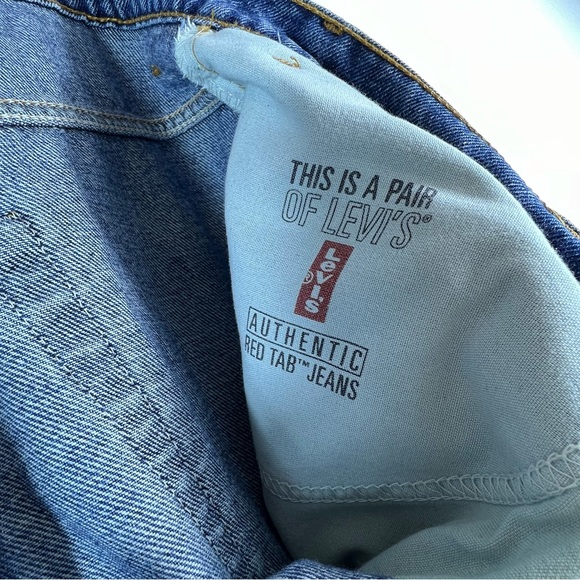 THIS IS A PAIR
OF LEVI'S®
LeVI'S®
AUTHENTIC
RED TAB™ JEANS